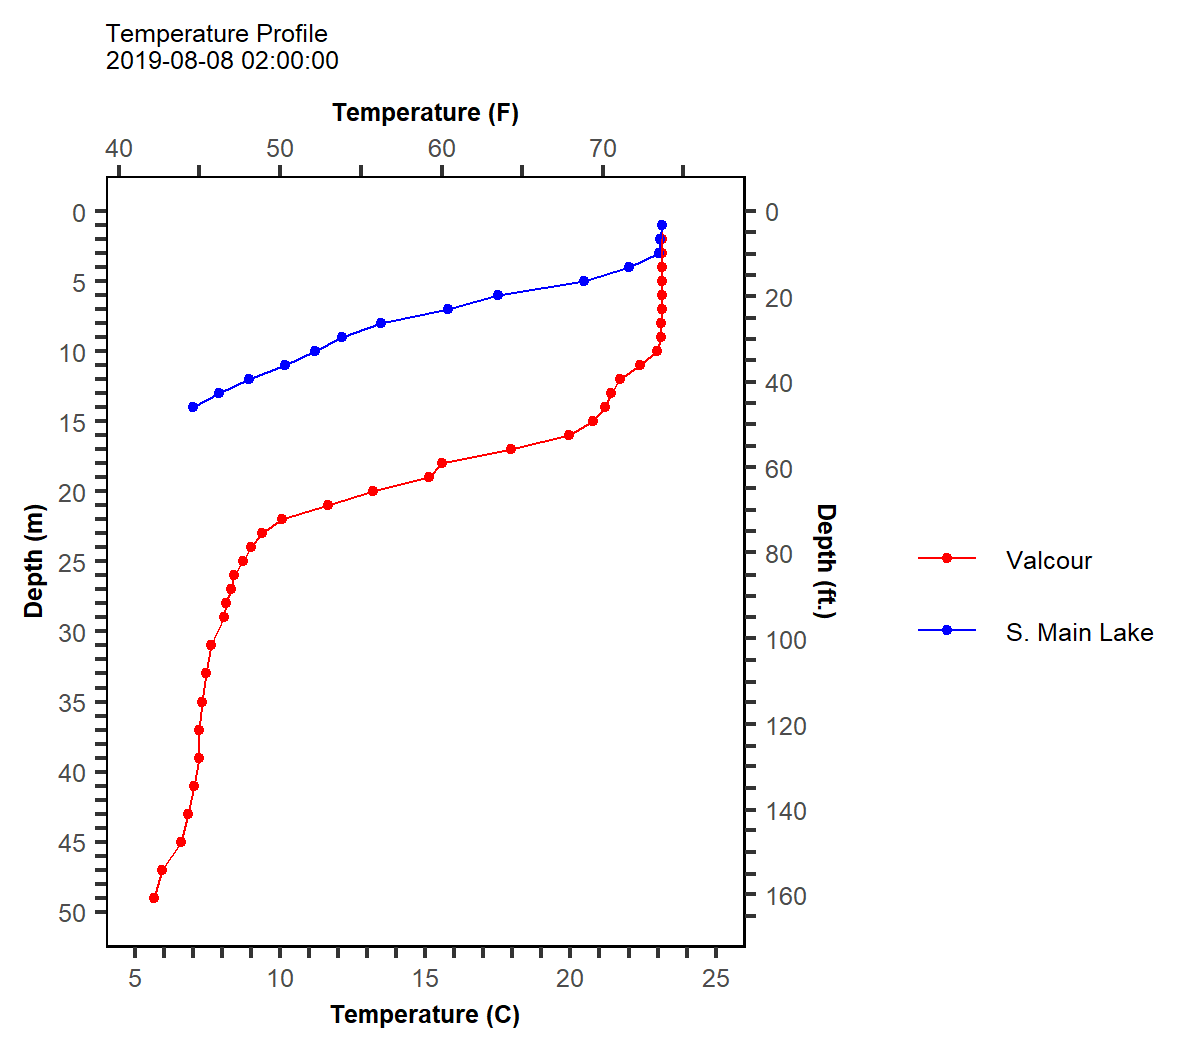 Temperature Profile
2019-08-08 02:00:00
Temperature (F)
40 50 60 70
0
5
10
15
20
25
30
35
40
45
50
Depth (m)
0
20
40
60
80
100
120
140
160
Depth (ft.)
Valcour
S. Main Lake
5 10 15 20 25
Temperature (C)